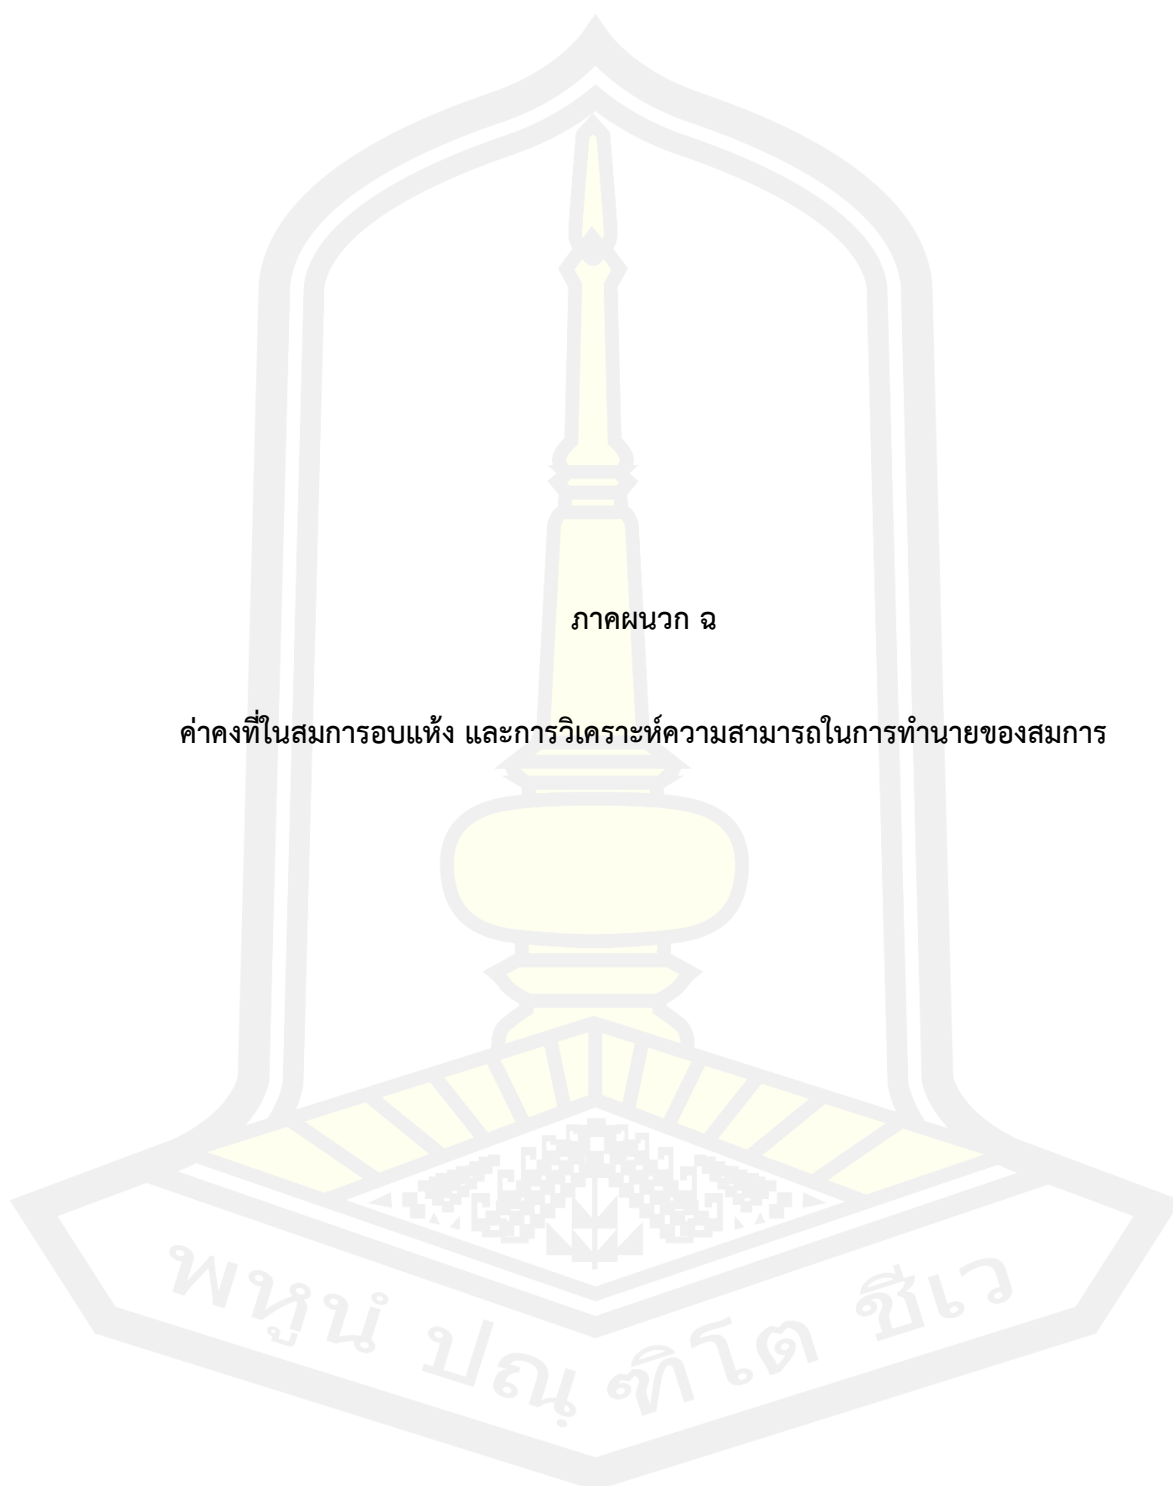 ภาคผนวก ฉ
ค่าคงที่ในสมการอบแห้ง และการวิเคราะห์ความสามารถในการทำนายของสมการ
พหูนํ ปณฺฑิโต ชีเว